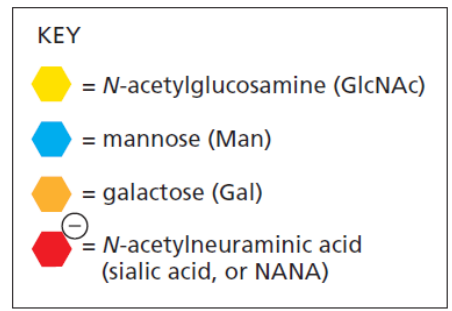 KEY
= N-acetylglucosamine (GlcNAc)
= mannose (Man)
= galactose (Gal)
−
= N-acetylneuraminic acid
(sialic acid, or NANA)